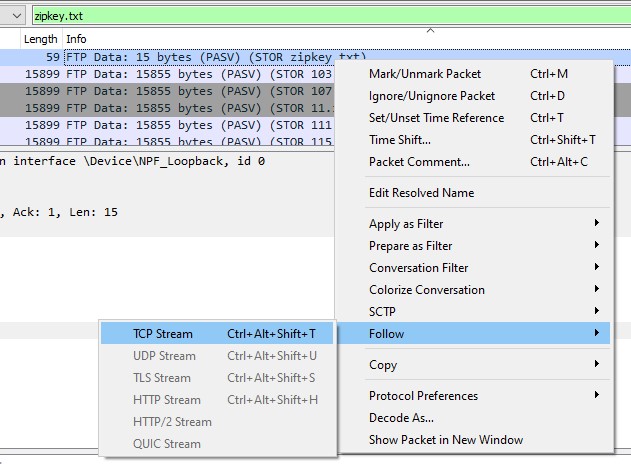 zipkey.txt
Length Info
59 FTP Data: 15 bytes (PASV) (STOR zipkey.txt)
15899 FTP Data: 15855 bytes (PASV) (STOR 103
15899 FTP Data: 15855 bytes (PASV) (STOR 107
15899 FTP Data: 15855 bytes (PASV) (STOR 11.
15899 FTP Data: 15855 bytes (PASV) (STOR 111
15899 FTP Data: 15855 bytes (PASV) (STOR 115
n interface \Device\NPF_Loopback, id 0
, Ack: 1, Len: 15
Mark/Unmark Packet Ctrl+M
Ignore/Unignore Packet Ctrl+D
Set/Unset Time Reference Ctrl+T
Time Shift... Ctrl+Shift+T
Packet Comment... Ctrl+Alt+C
Edit Resolved Name
Apply as Filter
Prepare as Filter
Conversation Filter
Colorize Conversation
SCTP
Follow
Copy
Protocol Preferences
Decode As...
Show Packet in New Window
TCP Stream Ctrl+Alt+Shift+T
UDP Stream Ctrl+Alt+Shift+U
TLS Stream Ctrl+Alt+Shift+S
HTTP Stream Ctrl+Alt+Shift+H
HTTP/2 Stream
QUIC Stream